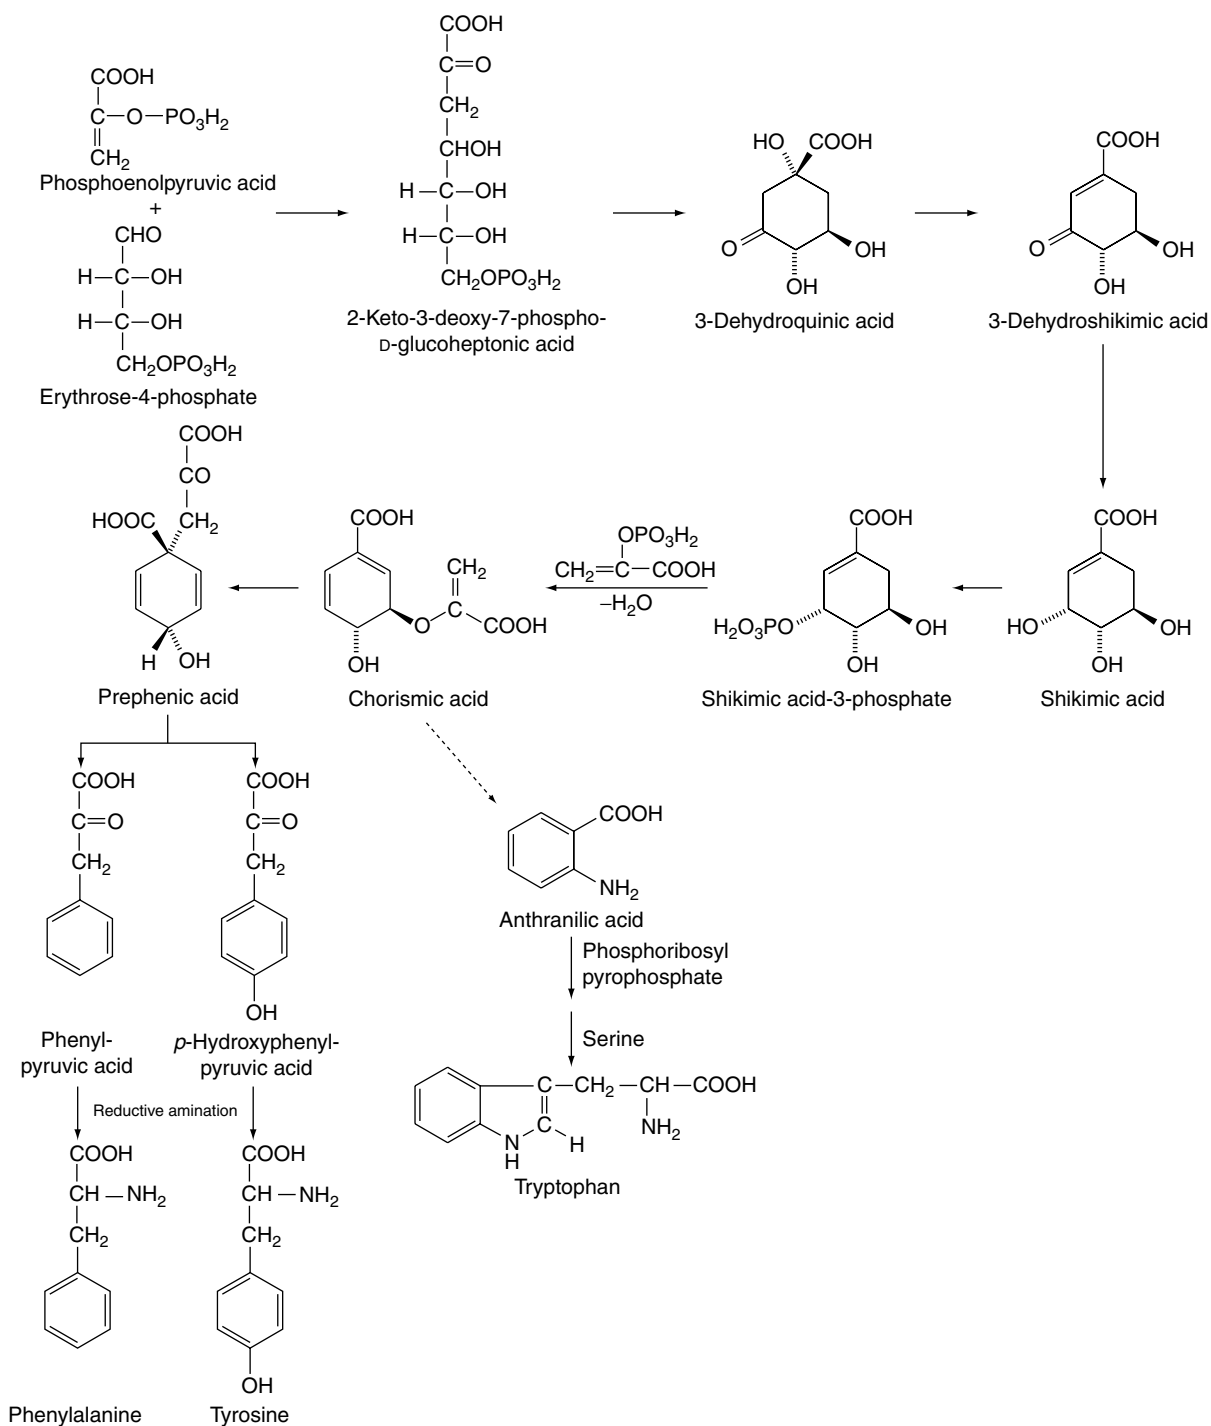 COOH
C—O—PO3H2
CH2
Phosphoenolpyruvic acid
+
CHO
H—C—OH
H—C—OH
CH2OPO3H2
Erythrose-4-phosphate
COOH
C=O
CH2
CHOH
H—C—OH
H—C—OH
CH2OPO3H2
2-Keto-3-deoxy-7-phospho-
D-glucoheptonic acid
HO COOH
O OH
OH
3-Dehydroquinic acid
COOH
O OH
OH
3-Dehydroshikimic acid
COOH
HO OH
OH
Shikimic acid
COOH
H2O3PO OH
OH
Shikimic acid-3-phosphate
OPO3H2
CH2=C—COOH
–H2O
COOH
CH2
C
O COOH
OH
Chorismic acid
COOH
CO
HOOC CH2
H OH
Prephenic acid
COOH
C=O
CH2
Phenyl-
pyruvic acid
COOH
C=O
CH2
OH
p-Hydroxyphenyl-
pyruvic acid
Reductive amination
COOH
CH—NH2
CH2
Phenylalanine
COOH
CH—NH2
CH2
OH
Tyrosine
COOH
NH2
Anthranilic acid
Phosphoribosyl
pyrophosphate
Serine
C—CH2—CH—COOH
C NH2
N H
H
Tryptophan